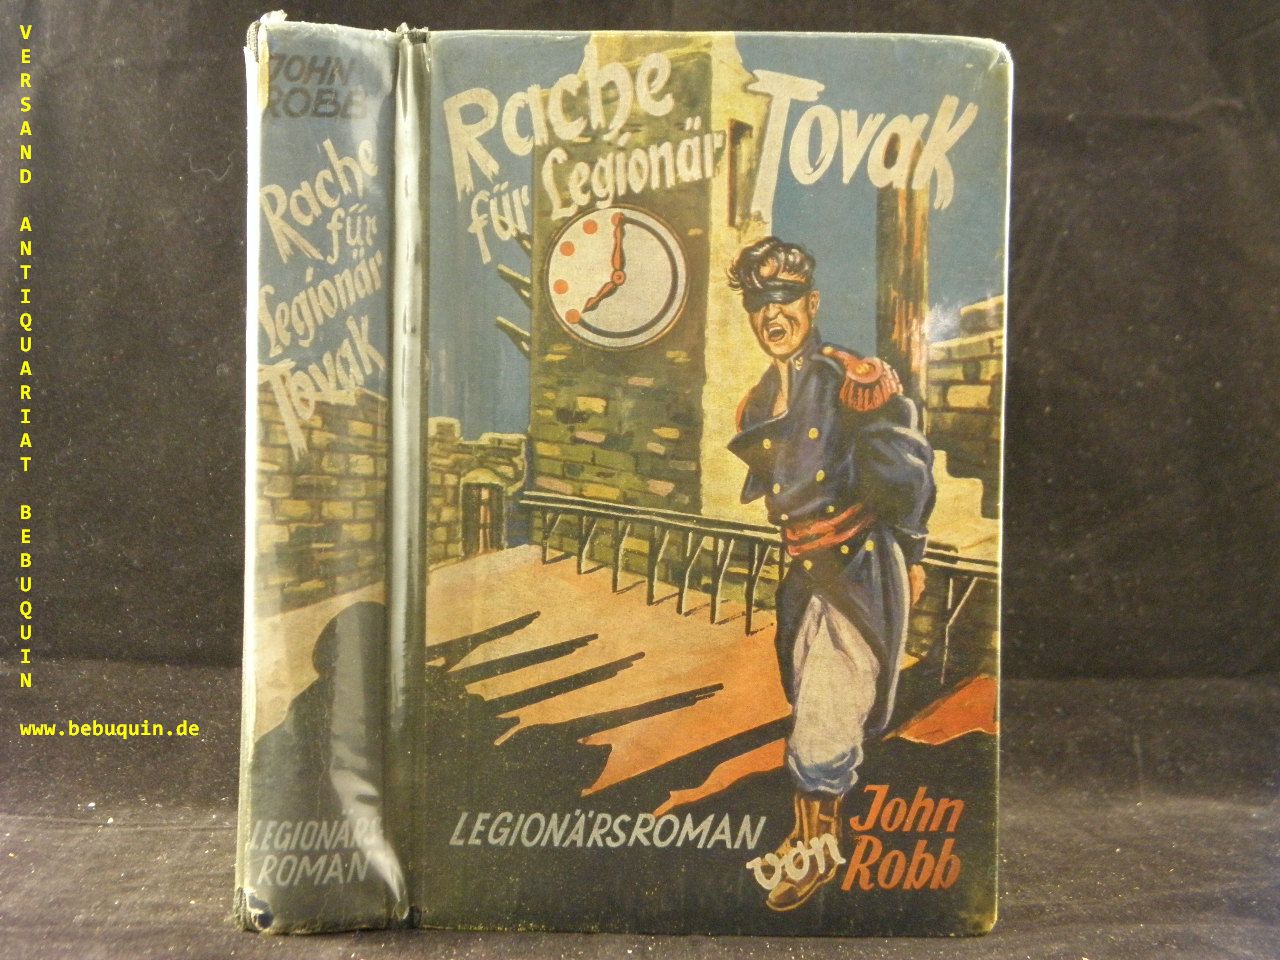 VERSAND ANTIQUARIAT BEBUQUIN
www.bebuquin.de
JOHN
ROBB
Rache
für
Legionär
Tovak
LEGIONÄRS
ROMAN
Rache
für Legionär
Tovak
LEGIONÄRSROMAN
von
John
Robb